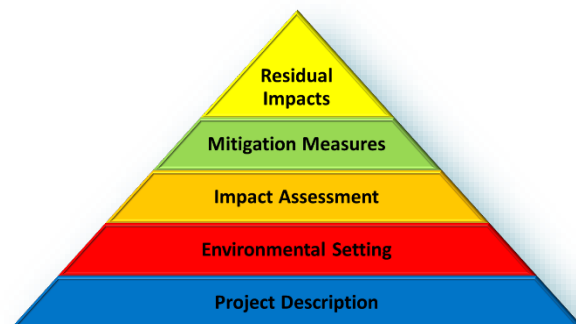 Residual
Impacts
Mitigation Measures
Impact Assessment
Environmental Setting
Project Description